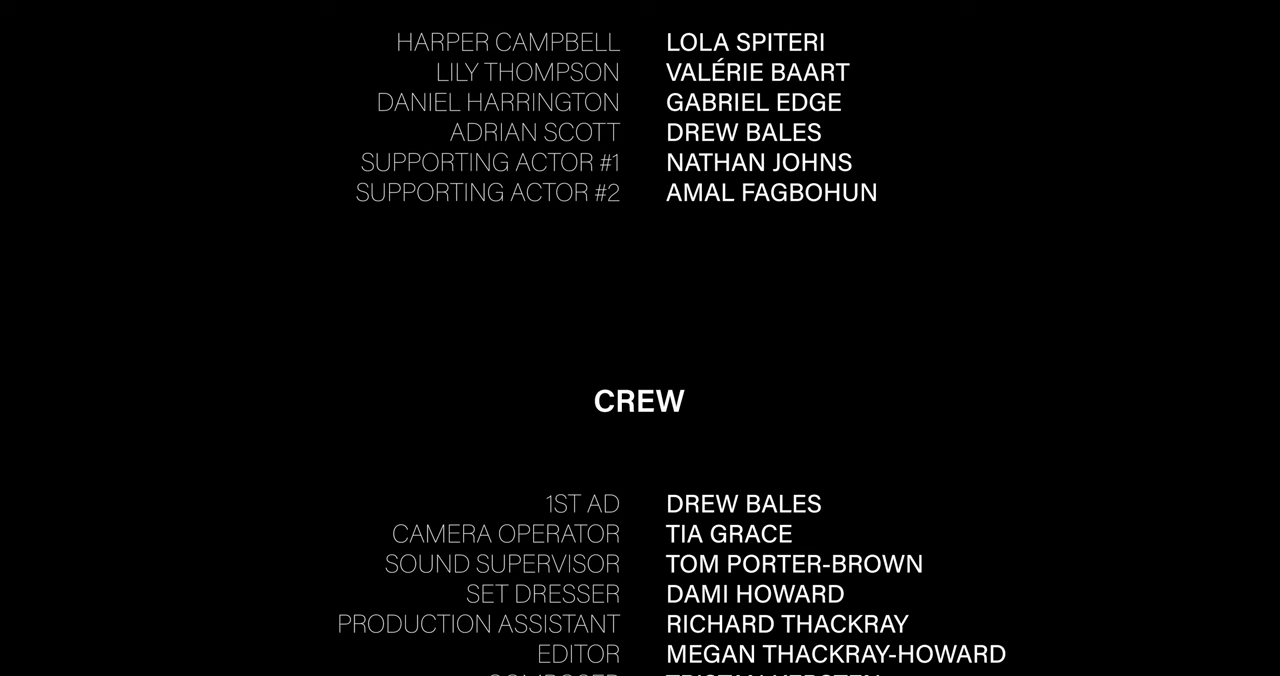 HARPER CAMPBELL LOLA SPITERI
LILY THOMPSON VALÉRIE BAART
DANIEL HARRINGTON GABRIEL EDGE
ADRIAN SCOTT DREW BALES
SUPPORTING ACTOR #1 NATHAN JOHNS
SUPPORTING ACTOR #2 AMAL FAGBOHUN
CREW
1ST AD DREW BALES
CAMERA OPERATOR TIA GRACE
SOUND SUPERVISOR TOM PORTER-BROWN
SET DRESSER DAMI HOWARD
PRODUCTION ASSISTANT RICHARD THACKRAY
EDITOR MEGAN THACKRAY-HOWARD
COMPOSER TRISTAN